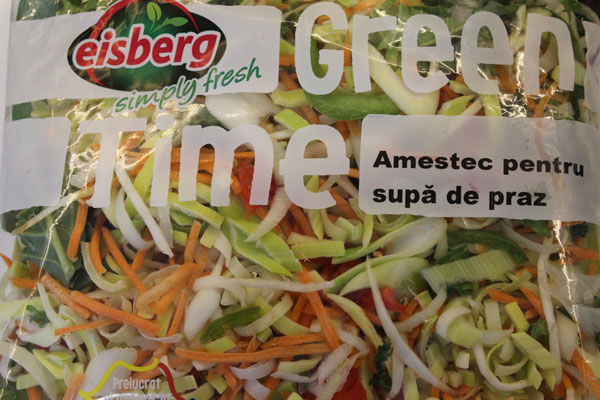 eisberg
simply fresh
Green
Time
Amestec pentru
supă de praz
Prelucrat